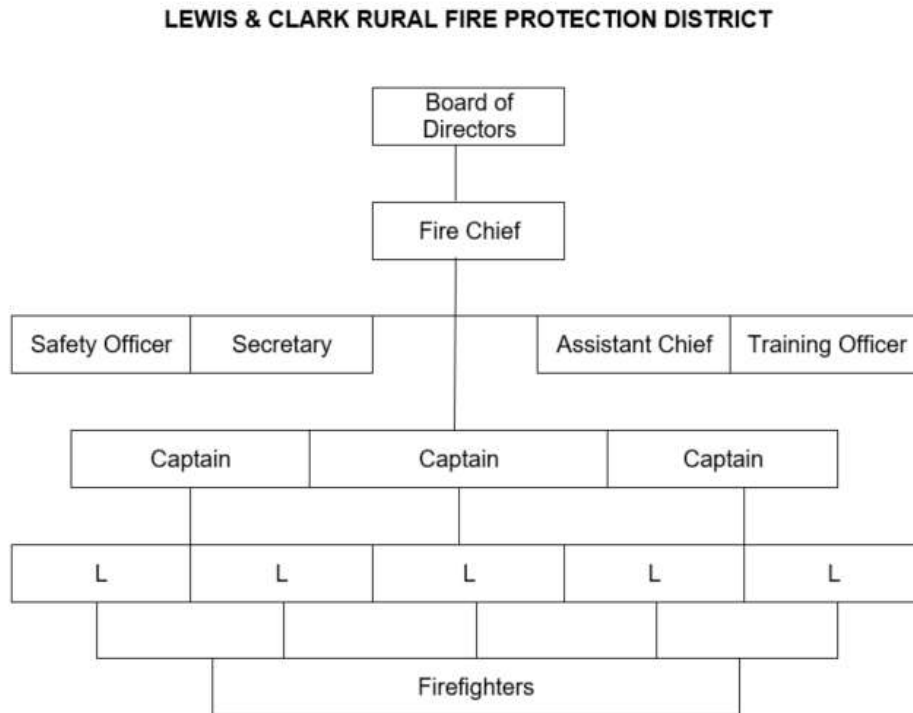 LEWIS & CLARK RURAL FIRE PROTECTION DISTRICT
Board of
Directors
Fire Chief
Safety Officer Secretary Assistant Chief Training Officer
Captain Captain Captain
L L L L L
Firefighters